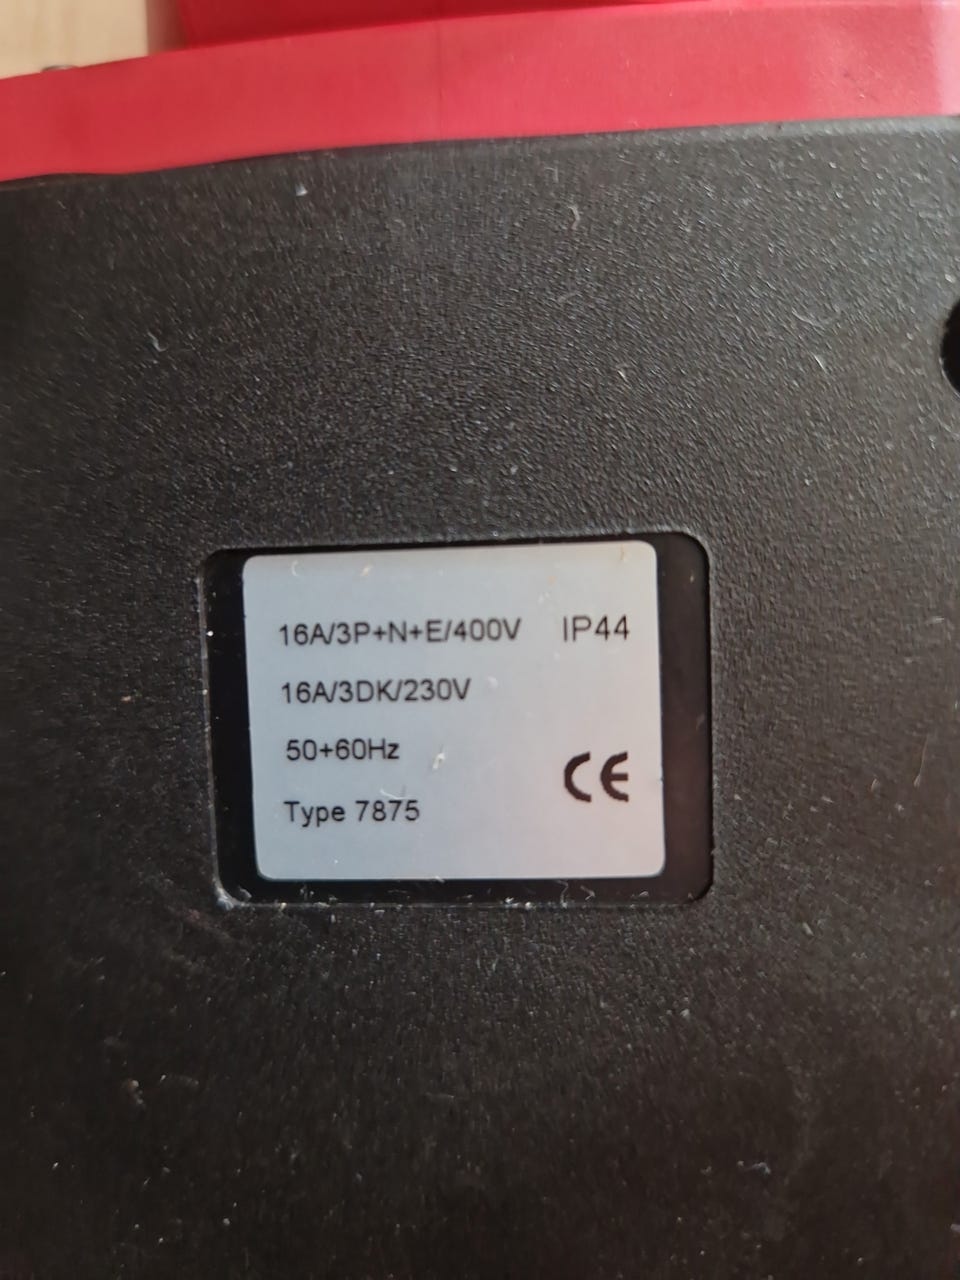 16A/3P+N+E/400V IP44
16A/3DK/230V
50+60Hz
CE
Type 7875